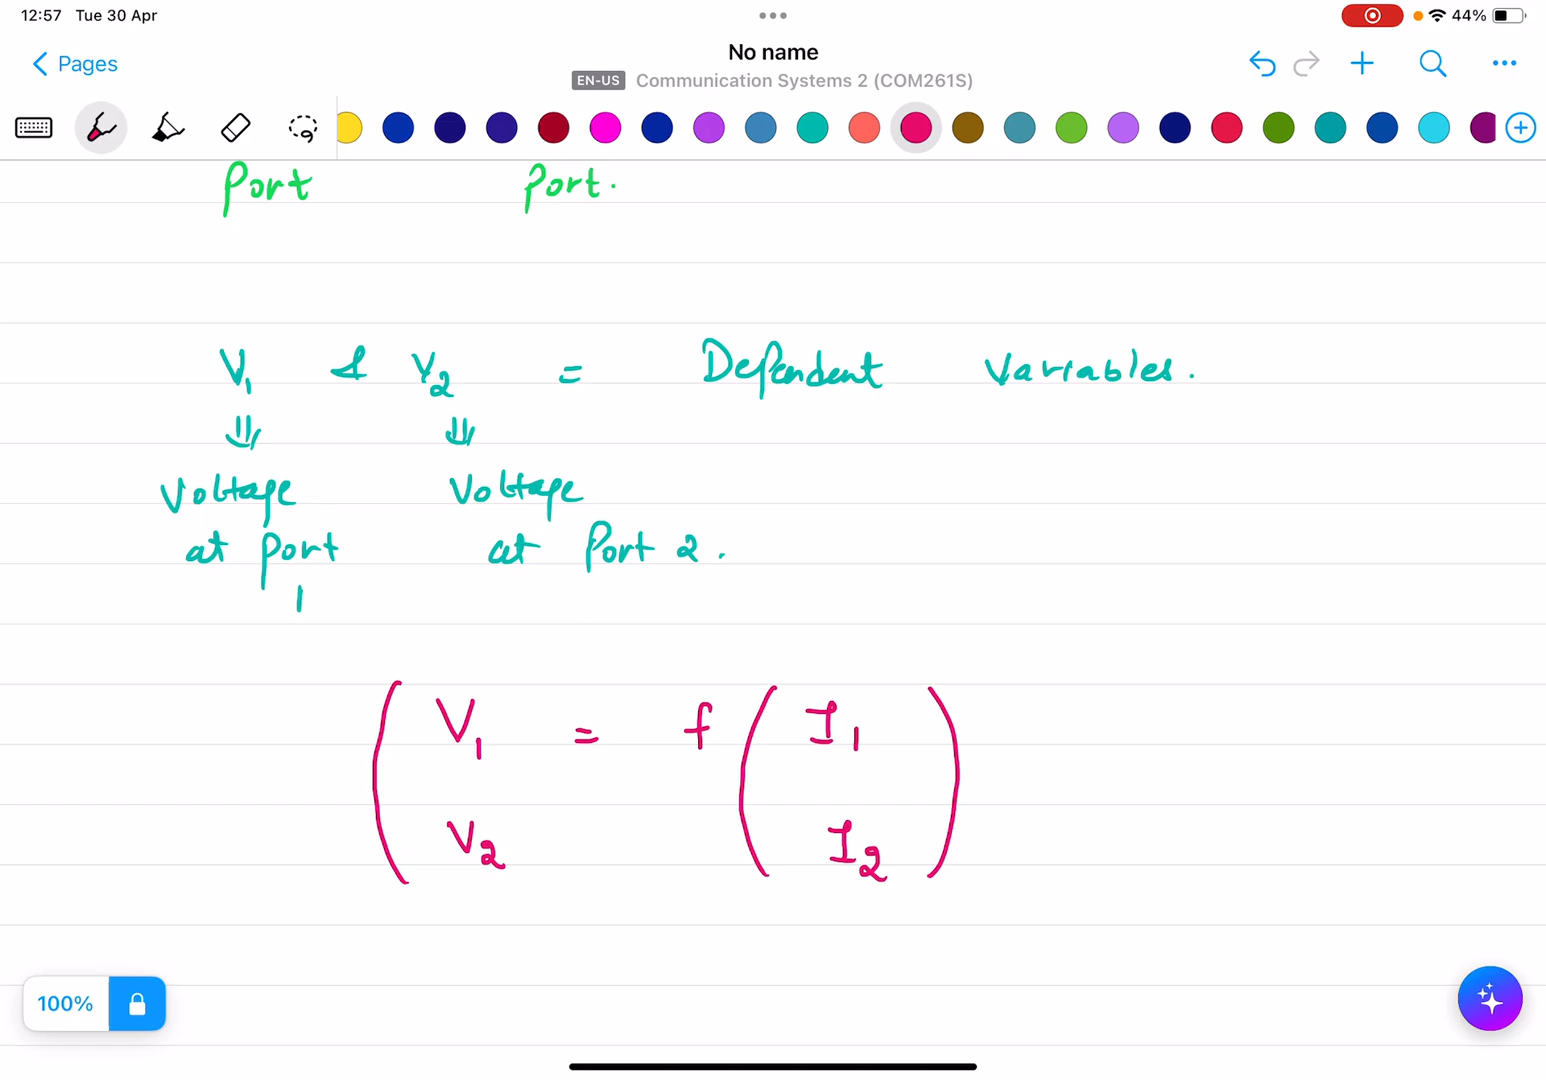 12:57 Tue 30 Apr 44%
Pages
No name
EN-US Communication Systems 2 (COM261S)
Port Port.
V₁ & V₂ = Dependent Variables.
Voltage Voltage
at port at Port 2.
1
V₁ = f ( I₁
V₂ I₂ )
100%